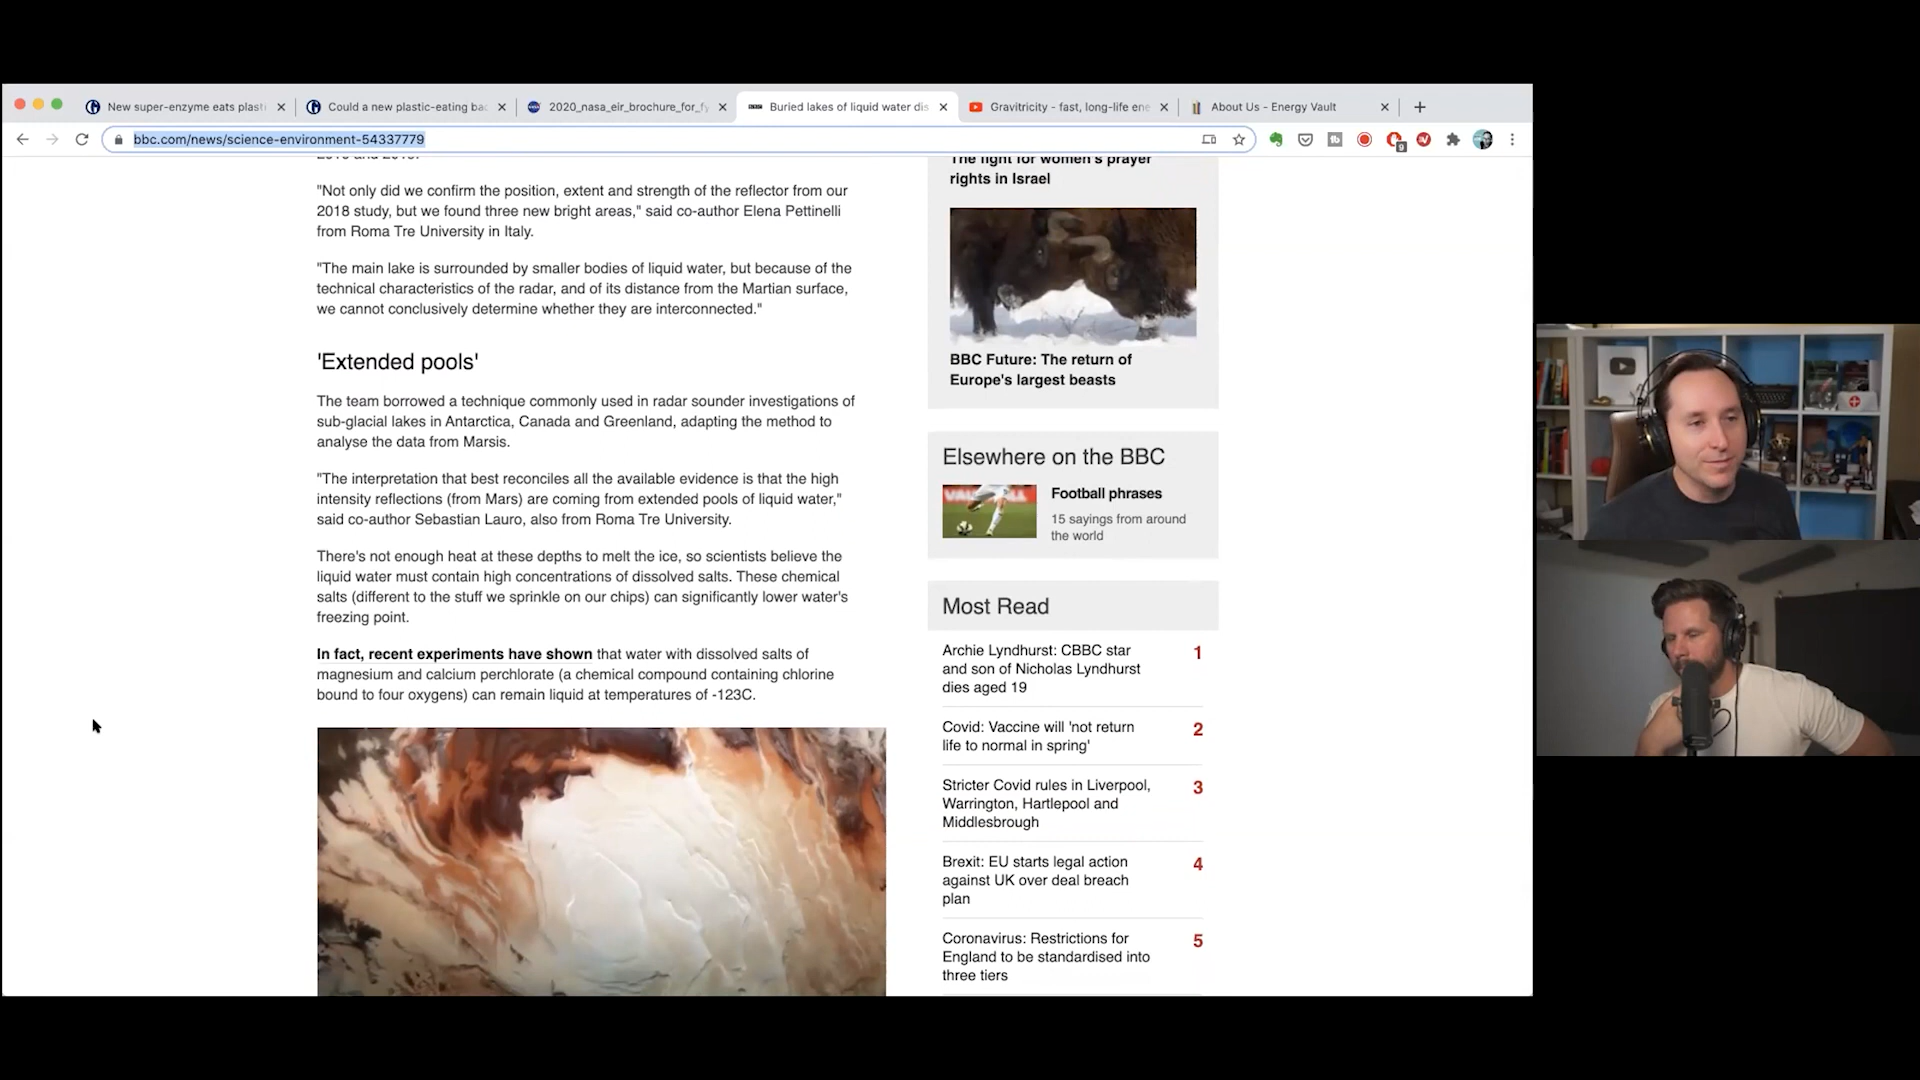 New super-enzyme eats plasti
Could a new plastic-eating bac
2020_nasa_eir_brochure_for_fy
BBC
Buried lakes of liquid water dis
Gravitricity - fast, long-life ene
About Us - Energy Vault
bbc.com/news/science-environment-54337779
9
"Not only did we confirm the position, extent and strength of the reflector from our
2018 study, but we found three new bright areas," said co-author Elena Pettinelli
from Roma Tre University in Italy.
"The main lake is surrounded by smaller bodies of liquid water, but because of the
technical characteristics of the radar, and of its distance from the Martian surface,
we cannot conclusively determine whether they are interconnected."
'Extended pools'
The team borrowed a technique commonly used in radar sounder investigations of
sub-glacial lakes in Antarctica, Canada and Greenland, adapting the method to
analyse the data from Marsis.
"The interpretation that best reconciles all the available evidence is that the high
intensity reflections (from Mars) are coming from extended pools of liquid water,"
said co-author Sebastian Lauro, also from Roma Tre University.
There's not enough heat at these depths to melt the ice, so scientists believe the
liquid water must contain high concentrations of dissolved salts. These chemical
salts (different to the stuff we sprinkle on our chips) can significantly lower water's
freezing point.
In fact, recent experiments have shown that water with dissolved salts of
magnesium and calcium perchlorate (a chemical compound containing chlorine
bound to four oxygens) can remain liquid at temperatures of -123C.
The fight for women's prayer
rights in Israel
BBC Future: The return of
Europe's largest beasts
Elsewhere on the BBC
Football phrases
15 sayings from around
the world
Most Read
Archie Lyndhurst: CBBC star
and son of Nicholas Lyndhurst
dies aged 19
1
Covid: Vaccine will 'not return
life to normal in spring'
2
Stricter Covid rules in Liverpool,
Warrington, Hartlepool and
Middlesbrough
3
Brexit: EU starts legal action
against UK over deal breach
plan
4
Coronavirus: Restrictions for
England to be standardised into
three tiers
5